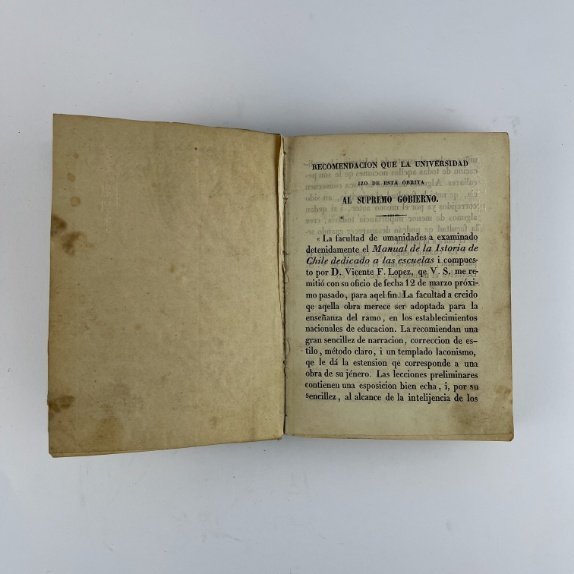 RECOMENDACION QUE LA UNIVERSIDAD
IZO DE ESTA OBRITA
AL SUPREMO GOBIERNO.
« La facultad de umanidades a examinado
detenidamente el Manual de la Istoria de
Chile dedicado a las escuelas i compues-
to por D. Vicente F. Lopez, qe V. S. me re-
mitió con su oficio de fecha 12 de marzo próxi-
mo pasado, para aqel fin. La facultad a creido
qe aqella obra merece ser adoptada para la
enseñanza del ramo, en los establecimientos
nacionales de educacion. La recomiendan una
gran sencillez de narracion, correccion de es-
tilo, método claro, i un templado laconismo,
qe le dá la estension qe corresponde a una
obra de su jénero. Las lecciones preliminares
contienen una esposicion bien echa, i, por su
sencillez, al alcance de la intelijencia de los